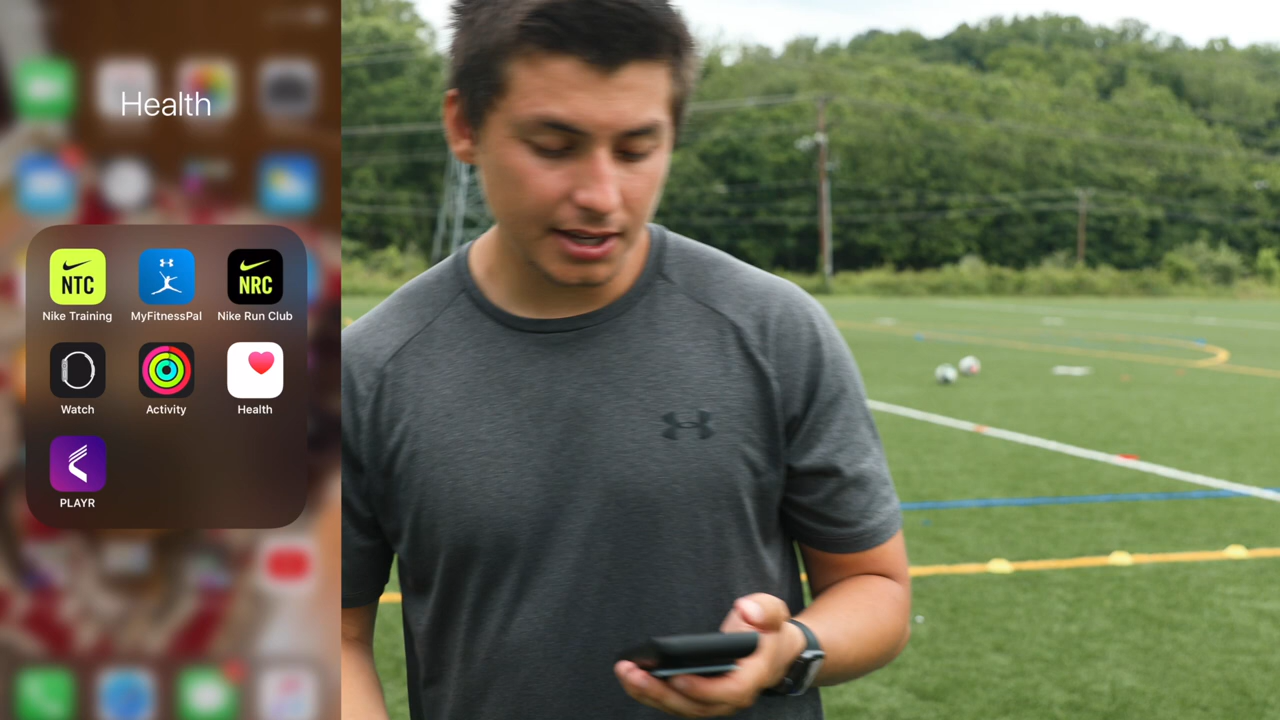 Health
NTC
NRC
Nike Training
MyFitnessPal
Nike Run Club
Watch
Activity
Health
PLAYR